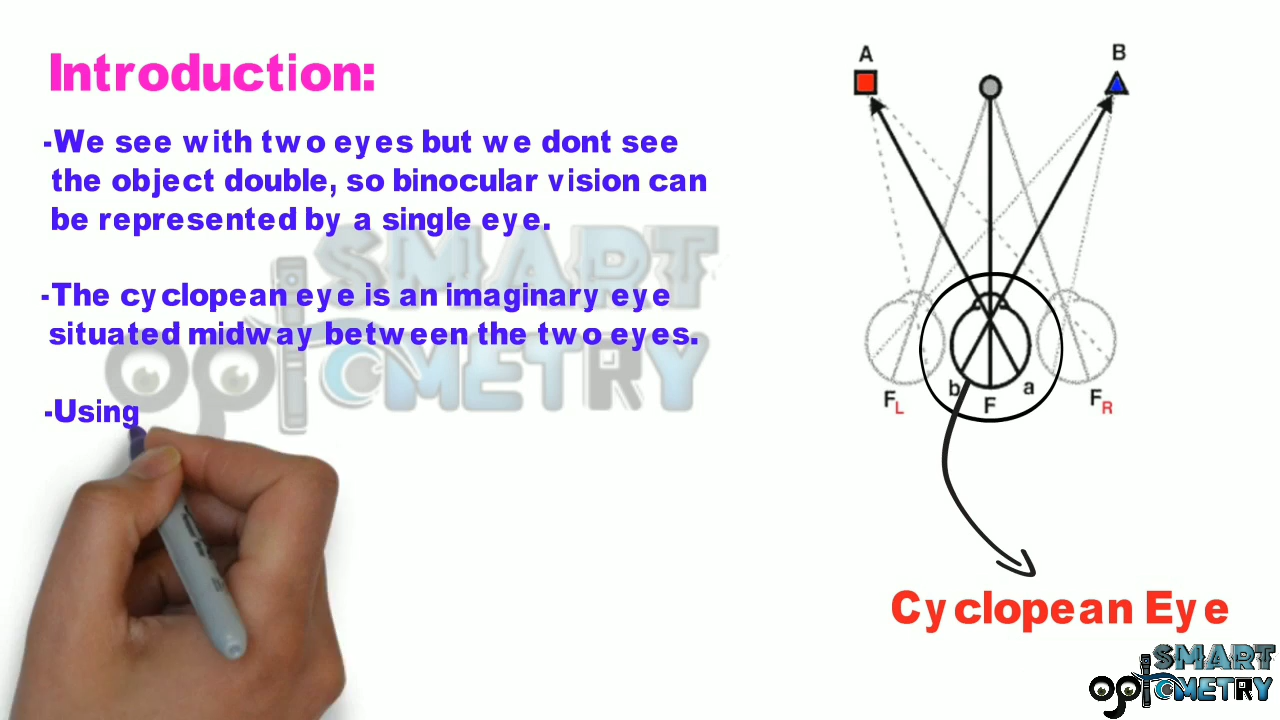 Introduction:
-We see with two eyes but we dont see
the object double, so binocular vision can
be represented by a single eye.
-The cyclopean eye is an imaginary eye
situated midway between the two eyes.
-Using
A
B
b
F
a
FL
FR
Cyclopean Eye
SMART
optOMETRY
SMART
optOMETRY